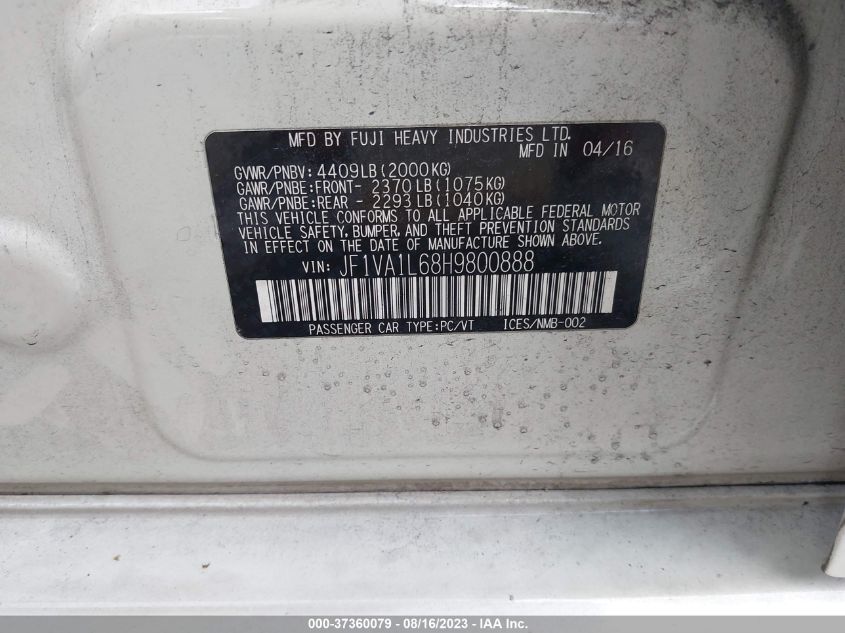 MFD BY FUJI HEAVY INDUSTRIES LTD.
MFD IN 04/16
GVWR/PNBV: 4409LB(2000KG)
GAWR/PNBE:FRONT- 2370LB(1075KG)
GAWR/PNBE:REAR - 2293LB(1040KG)
THIS VEHICLE CONFORMS TO ALL APPLICABLE FEDERAL MOTOR
VEHICLE SAFETY, BUMPER, AND THEFT PREVENTION STANDARDS
IN EFFECT ON THE DATE OF MANUFACTURE SHOWN ABOVE.
VIN: JF1VA1L68H9800888
PASSENGER CAR TYPE:PC/VT ICES/NMB-002
000-37360079 - 08/16/2023 - IAA Inc.